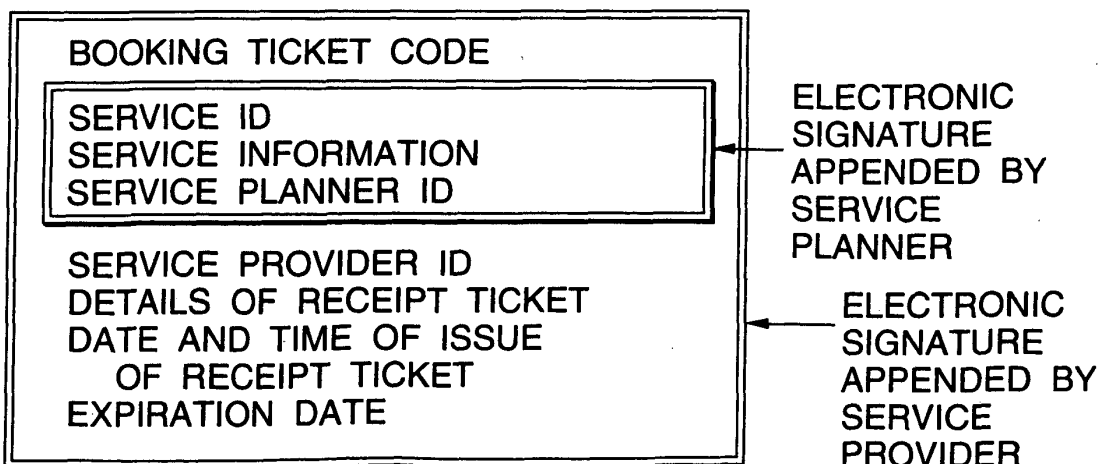 BOOKING TICKET CODE
SERVICE ID
SERVICE INFORMATION
SERVICE PLANNER ID
SERVICE PROVIDER ID
DETAILS OF RECEIPT TICKET
DATE AND TIME OF ISSUE
OF RECEIPT TICKET
EXPIRATION DATE
ELECTRONIC
SIGNATURE
APPENDED BY
SERVICE
PLANNER
ELECTRONIC
SIGNATURE
APPENDED BY
SERVICE
PROVIDER